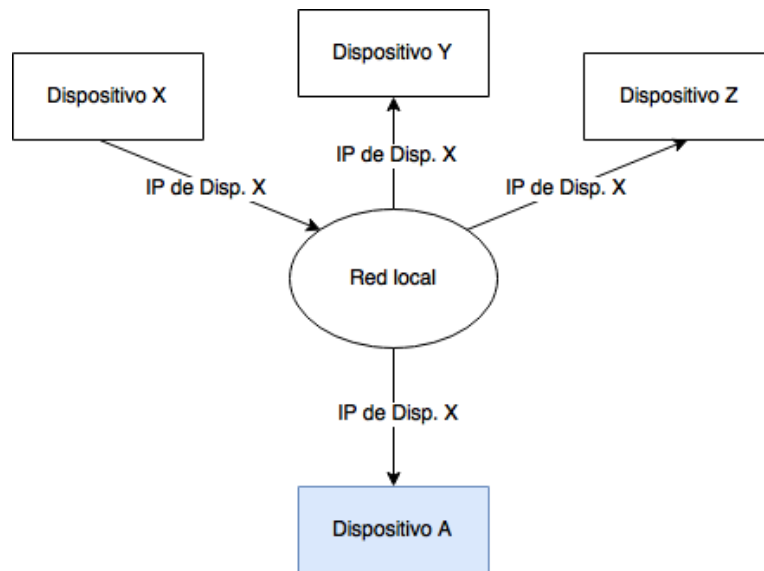 Dispositivo Y
Dispositivo X
Dispositivo Z
IP de Disp. X
IP de Disp. X
IP de Disp. X
Red local
IP de Disp. X
Dispositivo A